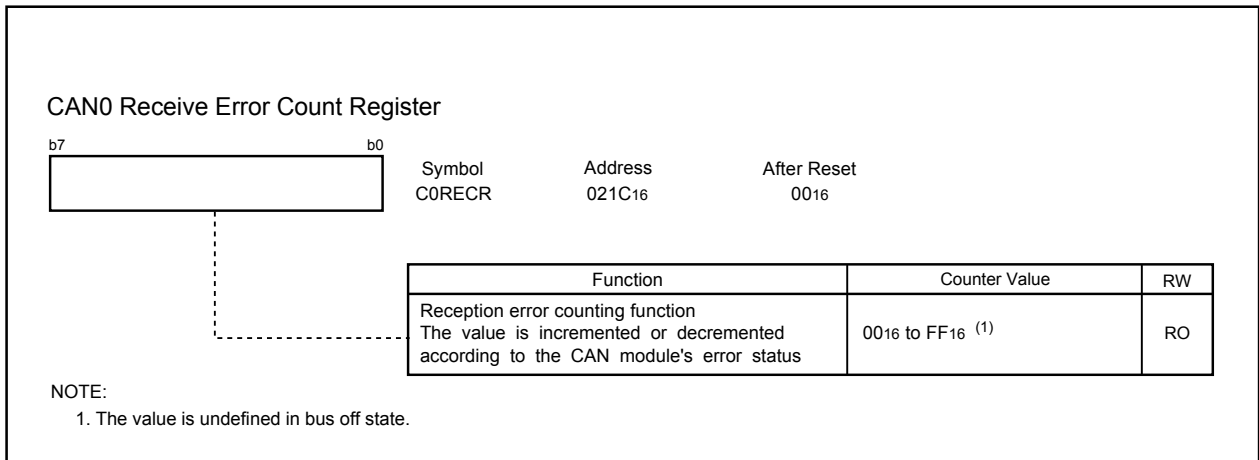 CAN0 Receive Error Count Register
b7 b0
Symbol Address After Reset
C0RECR 021C16 0016
Function Counter Value RW
Reception error counting function
The value is incremented or decremented
according to the CAN module's error status
0016 to FF16 (1) RO
NOTE:
1. The value is undefined in bus off state.